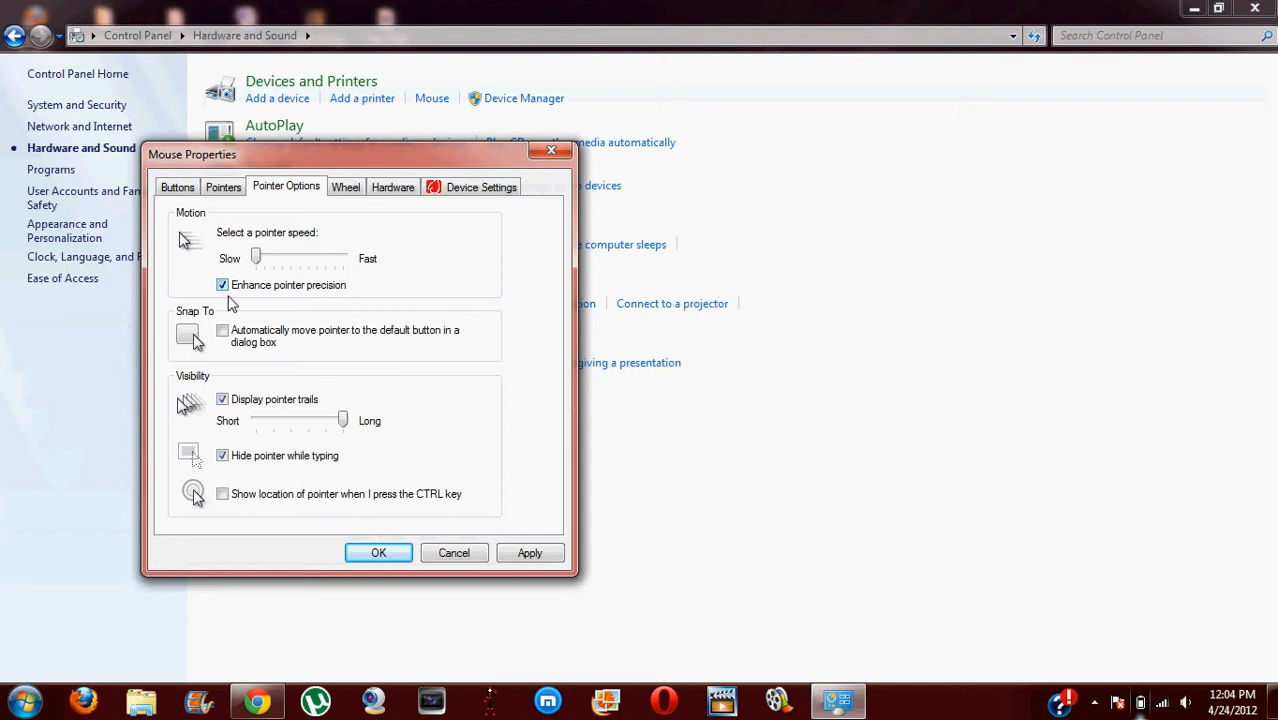 Control Panel
Hardware and Sound
Search Control Panel
Control Panel Home
System and Security
Network and Internet
Hardware and Sound
Programs
User Accounts and
Safety
Appearance and
Personalization
Clock, Language, and
Ease of Access
Devices and Printers
Add a device
Add a printer
Mouse
Device Manager
AutoPlay
media automatically
to devices
computer sleeps
Connect to a projector
giving a presentation
Mouse Properties
Buttons
Pointers
Pointer Options
Wheel
Hardware
Device Settings
Motion
Select a pointer speed:
Slow
Fast
Enhance pointer precision
Snap To
Automatically move pointer to the default button in a
dialog box
Visibility
Display pointer trails
Short
Long
Hide pointer while typing
Show location of pointer when I press the CTRL key
OK
Cancel
Apply
12:04 PM
4/24/2012